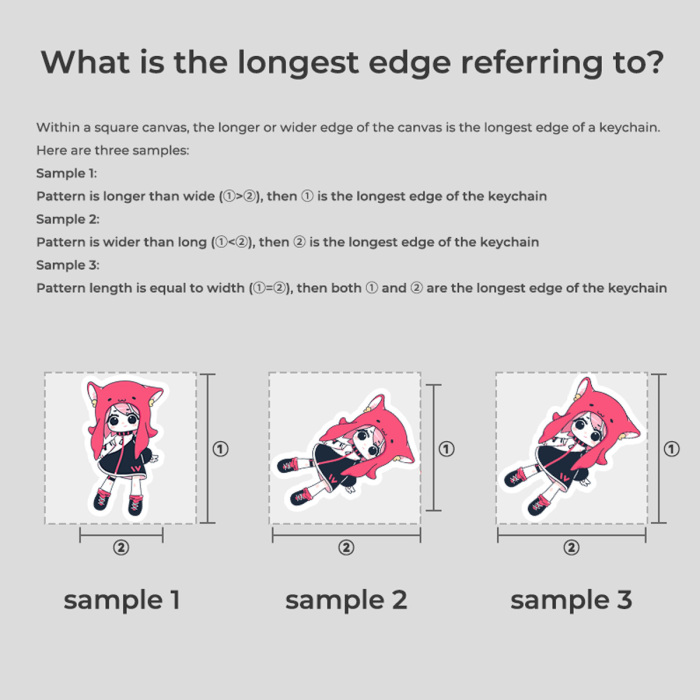 What is the longest edge referring to?
Within a square canvas, the longer or wider edge of the canvas is the longest edge of a keychain.
Here are three samples:
Sample 1:
Pattern is longer than wide (①>②), then ① is the longest edge of the keychain
Sample 2:
Pattern is wider than long (①<②), then ② is the longest edge of the keychain
Sample 3:
Pattern length is equal to width (①=②), then both ① and ② are the longest edge of the keychain
① ① ①
② ② ②
sample 1 sample 2 sample 3